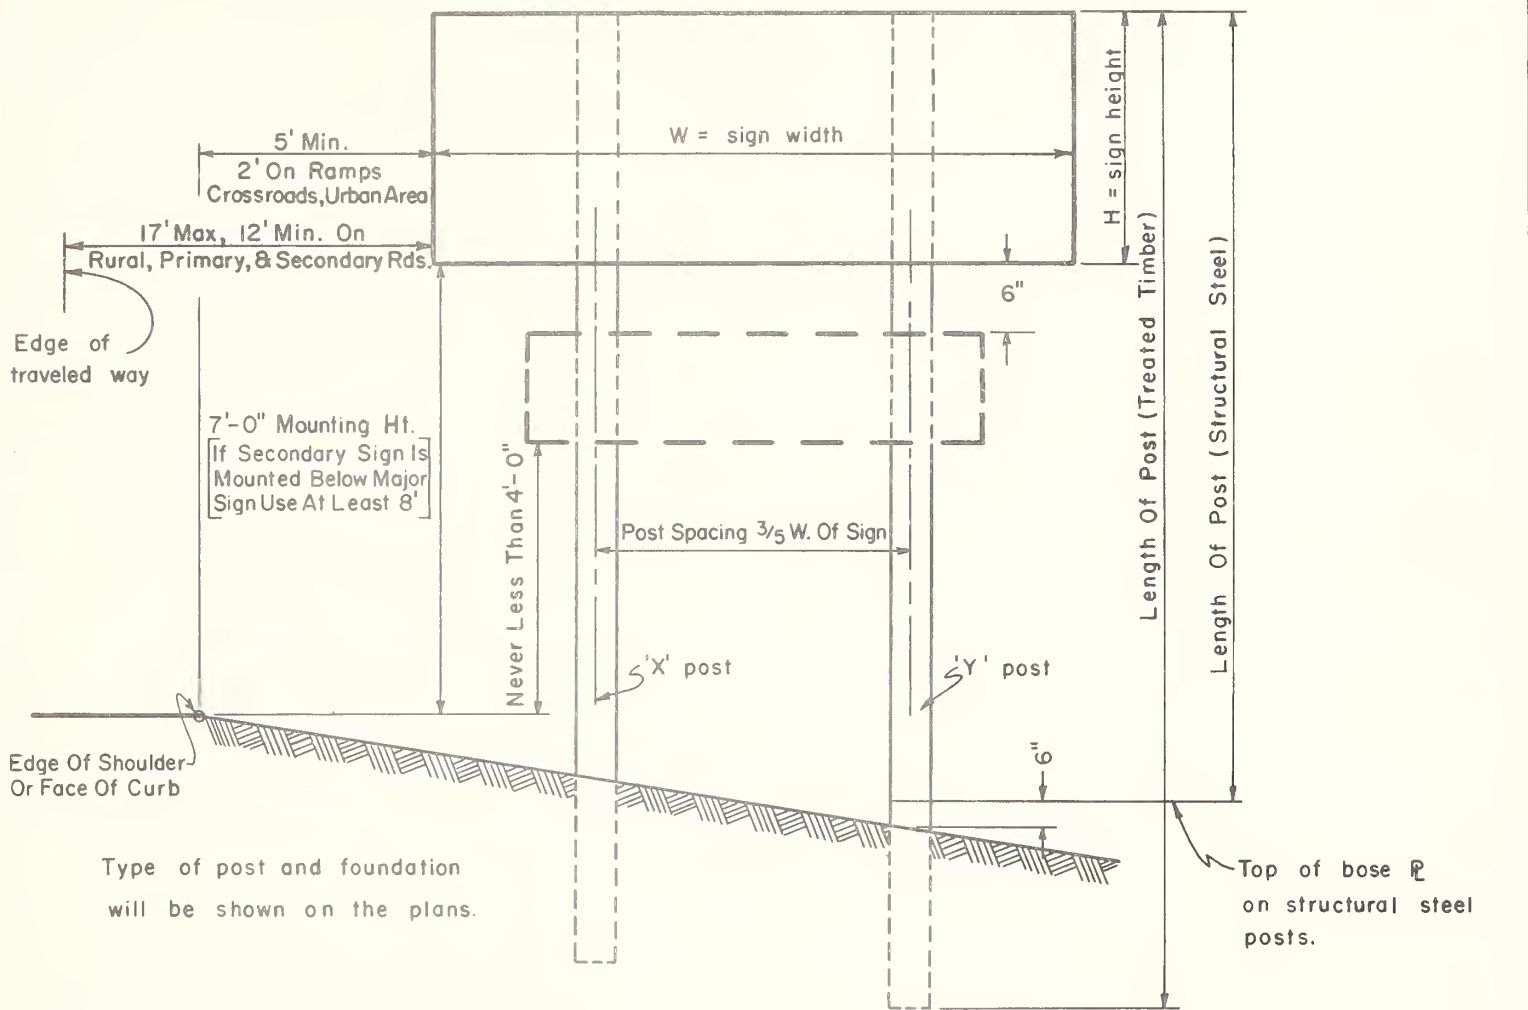 5' Min.
2' On Ramps
Crossroads, Urban Area
17' Max, 12' Min. On
Rural, Primary, & Secondary Rds.
Edge of
traveled way
W = sign width
H = sign height
6"
7'-0" Mounting Ht.
[If Secondary Sign Is
Mounted Below Major
Sign Use At Least 8']
Never Less Than 4'-0"
Post Spacing 3/5 W. Of Sign
Length Of Post (Treated Timber)
Length Of Post (Structural Steel)
'X' post
'Y' post
Edge Of Shoulder
Or Face Of Curb
6"
Type of post and foundation
will be shown on the plans.
Top of bose ⅊
on structural steel
posts.